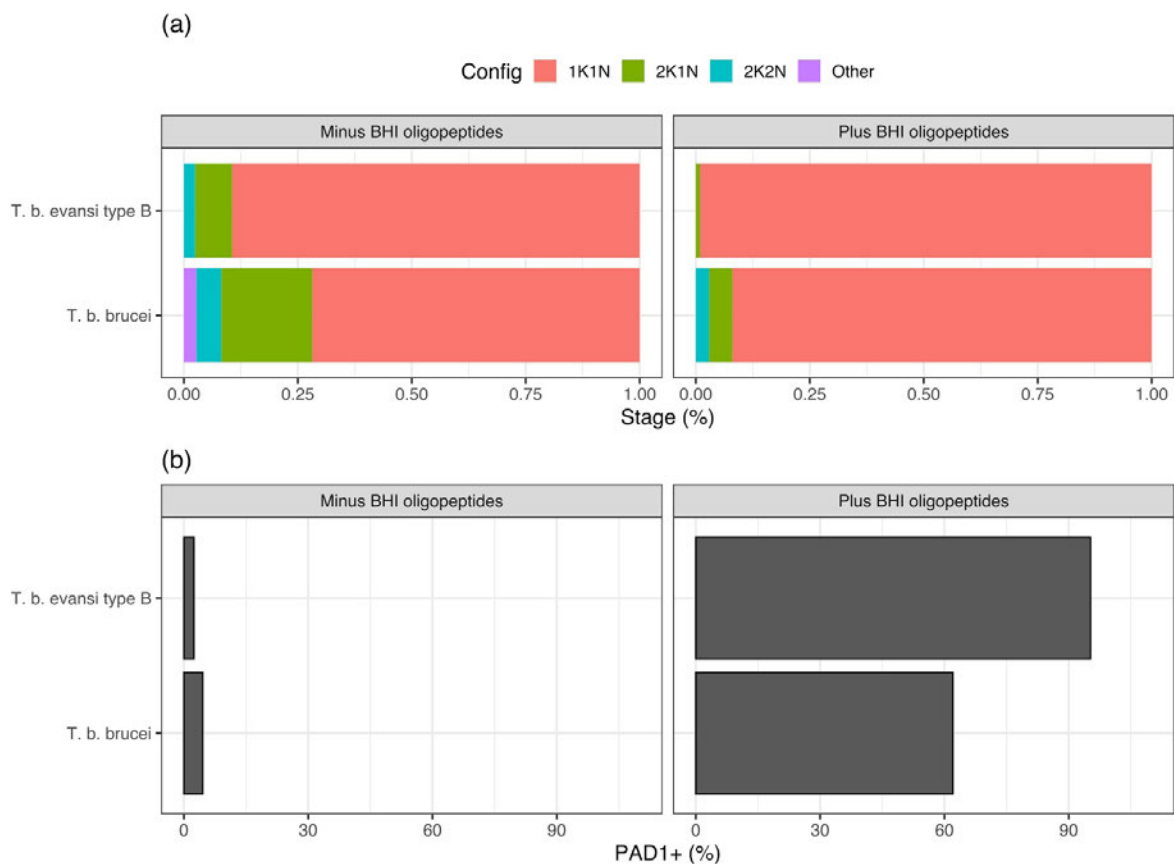 (a)
Config 1K1N 2K1N 2K2N Other
Minus BHI oligopeptides Plus BHI oligopeptides
T. b. evansi type B
T. b. brucei
0.00 0.25 0.50 0.75 1.00 0.00 0.25 0.50 0.75 1.00
Stage (%)
(b)
Minus BHI oligopeptides Plus BHI oligopeptides
T. b. evansi type B
T. b. brucei
0 30 60 90 0 30 60 90
PAD1+ (%)